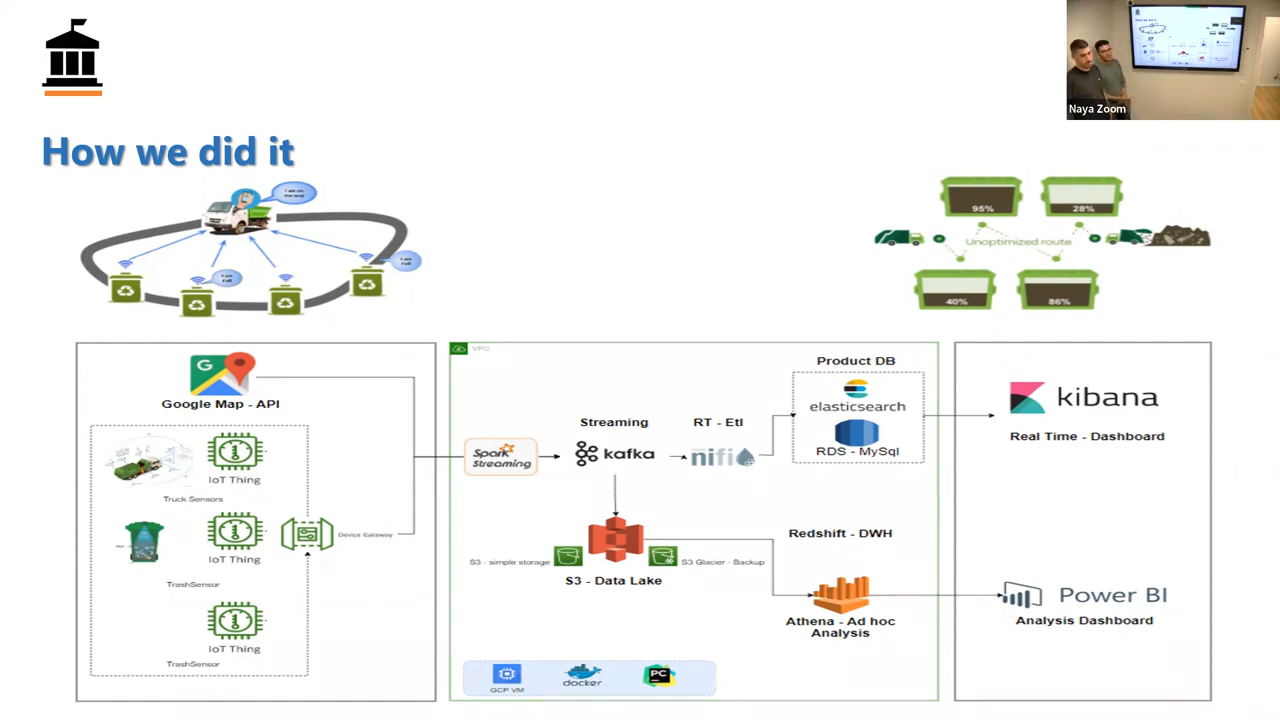 Naya Zoom
How we did it
I am on
the way
I am
Full
I am
Full
95%
28%
Unoptimized route
40%
86%
Google Map - API
IoT Thing
Truck Sensors
IoT Thing
TrashSensor
IoT Thing
TrashSensor
Device Gateway
VPC
Spark
Streaming
Streaming
kafka
RT - Etl
nifi
Product DB
elasticsearch
RDS - MySql
S3 - simple storage
S3 Glacier - Backup
S3 - Data Lake
Redshift - DWH
Athena - Ad hoc
Analysis
GCP VM
docker
PC
kibana
Real Time - Dashboard
Power BI
Analysis Dashboard